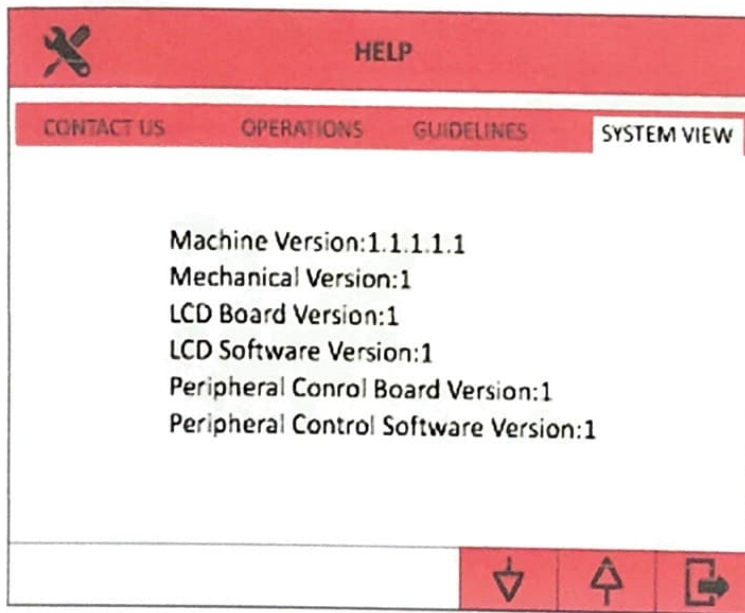 HELP
CONTACT US OPERATIONS GUIDELINES SYSTEM VIEW
Machine Version:1.1.1.1.1
Mechanical Version:1
LCD Board Version:1
LCD Software Version:1
Peripheral Conrol Board Version:1
Peripheral Control Software Version:1